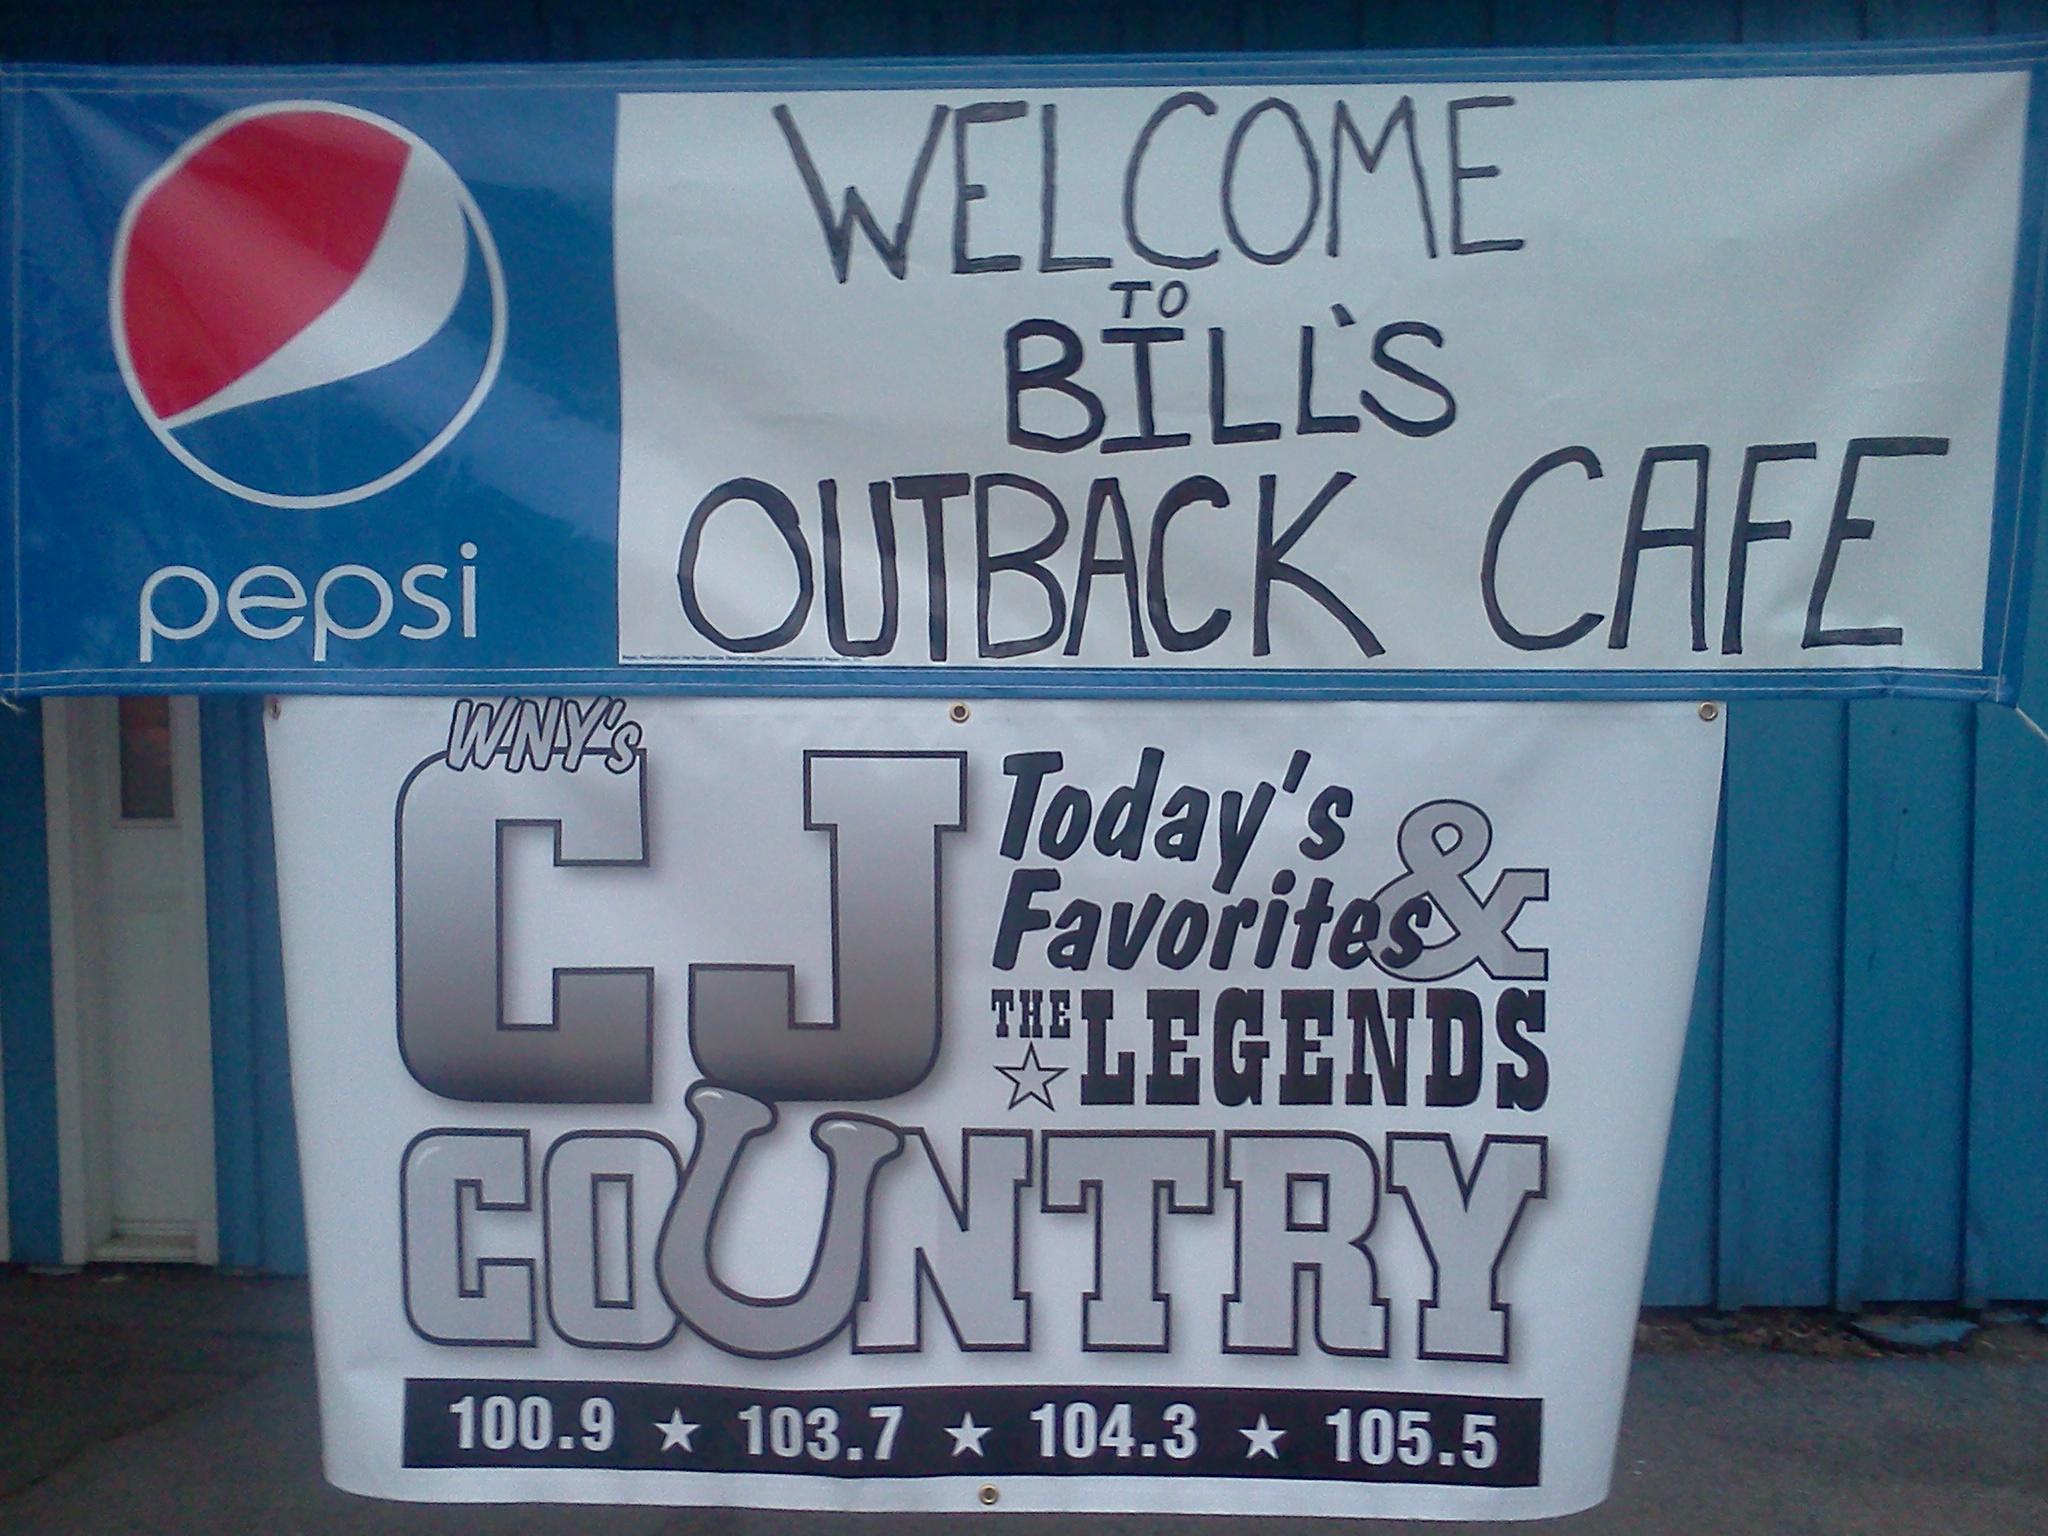 pepsi
WELCOME
TO
BILL'S
OUTBACK CAFE
WNY's
CJ
Today's
Favorites &
THE LEGENDS
COUNTRY
100.9 ★ 103.7 ★ 104.3 ★ 105.5